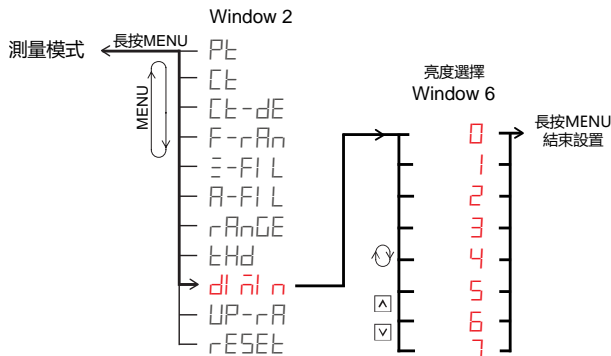 Window 2
測量模式
長按MENU
MENU
Pt
Ct
Ct-dE
F-rAn
Ξ-FIL
A-FIL
rAnGE
tHd
dImIn
UP-rA
rESEt
亮度選擇
Window 6
0
1
2
3
4
5
6
7
長按MENU
結束設置